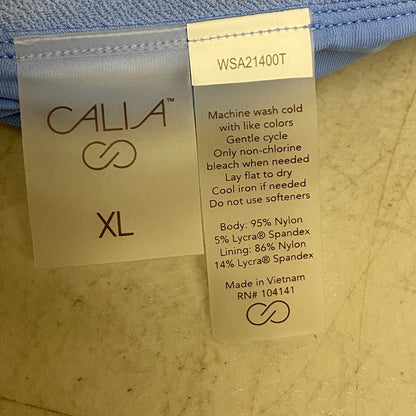 CALIA™
XL
WSA21400T
Machine wash cold
with like colors
Gentle cycle
Only non-chlorine
bleach when needed
Lay flat to dry
Cool iron if needed
Do not use softeners
Body: 95% Nylon
5% Lycra® Spandex
Lining: 86% Nylon
14% Lycra® Spandex
Made in Vietnam
RN# 104141